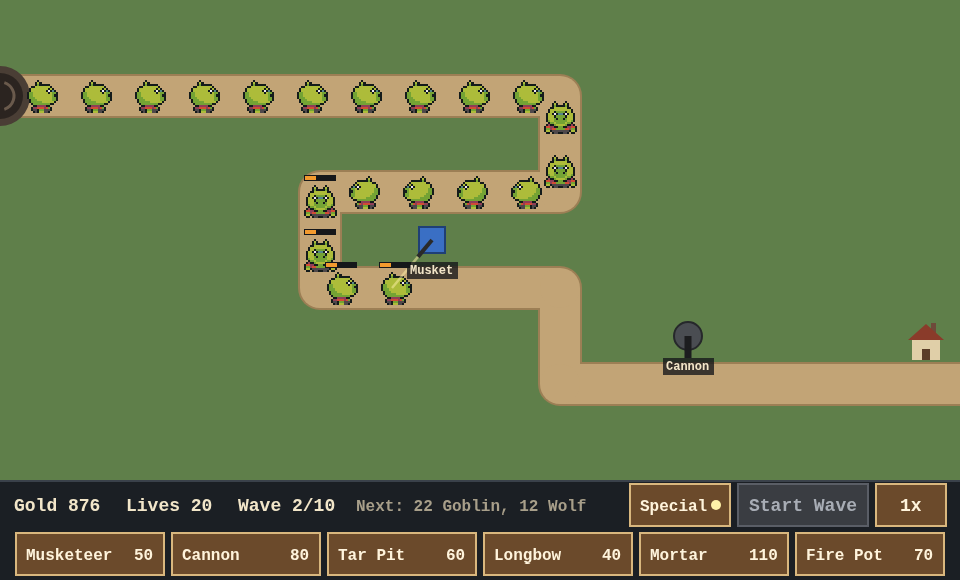 Musket
Cannon
Gold 876 Lives 20 Wave 2/10 Next: 22 Goblin, 12 Wolf Special Start Wave 1x
Musketeer 50 Cannon 80 Tar Pit 60 Longbow 40 Mortar 110 Fire Pot 70